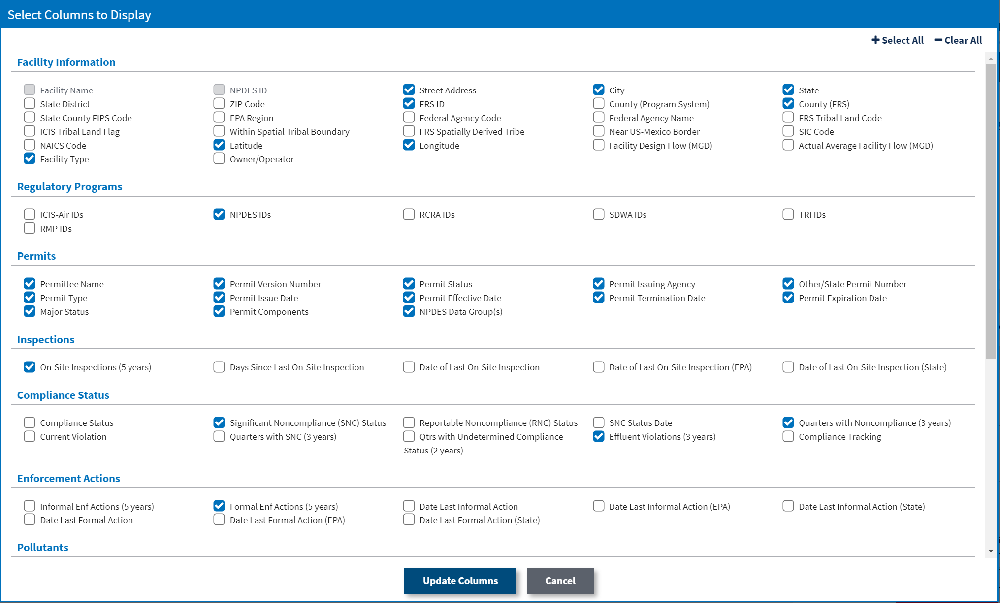 Select Columns to Display
Select All Clear All
Facility Information
Facility Name NPDES ID Street Address City State
State District ZIP Code FRS ID County (Program System) County (FRS)
State County FIPS Code EPA Region Federal Agency Code Federal Agency Name FRS Tribal Land Code
ICIS Tribal Land Flag Within Spatial Tribal Boundary FRS Spatially Derived Tribe Near US-Mexico Border SIC Code
NAICS Code Latitude Longitude Facility Design Flow (MGD) Actual Average Facility Flow (MGD)
Facility Type Owner/Operator
Regulatory Programs
ICIS-Air IDs NPDES IDs RCRA IDs SDWA IDs TRI IDs
RMP IDs
Permits
Permittee Name Permit Version Number Permit Status Permit Issuing Agency Other/State Permit Number
Permit Type Permit Issue Date Permit Effective Date Permit Termination Date Permit Expiration Date
Major Status Permit Components NPDES Data Group(s)
Inspections
On-Site Inspections (5 years) Days Since Last On-Site Inspection Date of Last On-Site Inspection Date of Last On-Site Inspection (EPA) Date of Last On-Site Inspection (State)
Compliance Status
Compliance Status Significant Noncompliance (SNC) Status Reportable Noncompliance (RNC) Status SNC Status Date Quarters with Noncompliance (3 years)
Current Violation Quarters with SNC (3 years) Qtrs with Undetermined Compliance Effluent Violations (3 years) Compliance Tracking
Status (2 years)
Enforcement Actions
Informal Enf Actions (5 years) Formal Enf Actions (5 years) Date Last Informal Action Date Last Informal Action (EPA) Date Last Informal Action (State)
Date Last Formal Action Date Last Formal Action (EPA) Date Last Formal Action (State)
Pollutants
Update Columns Cancel